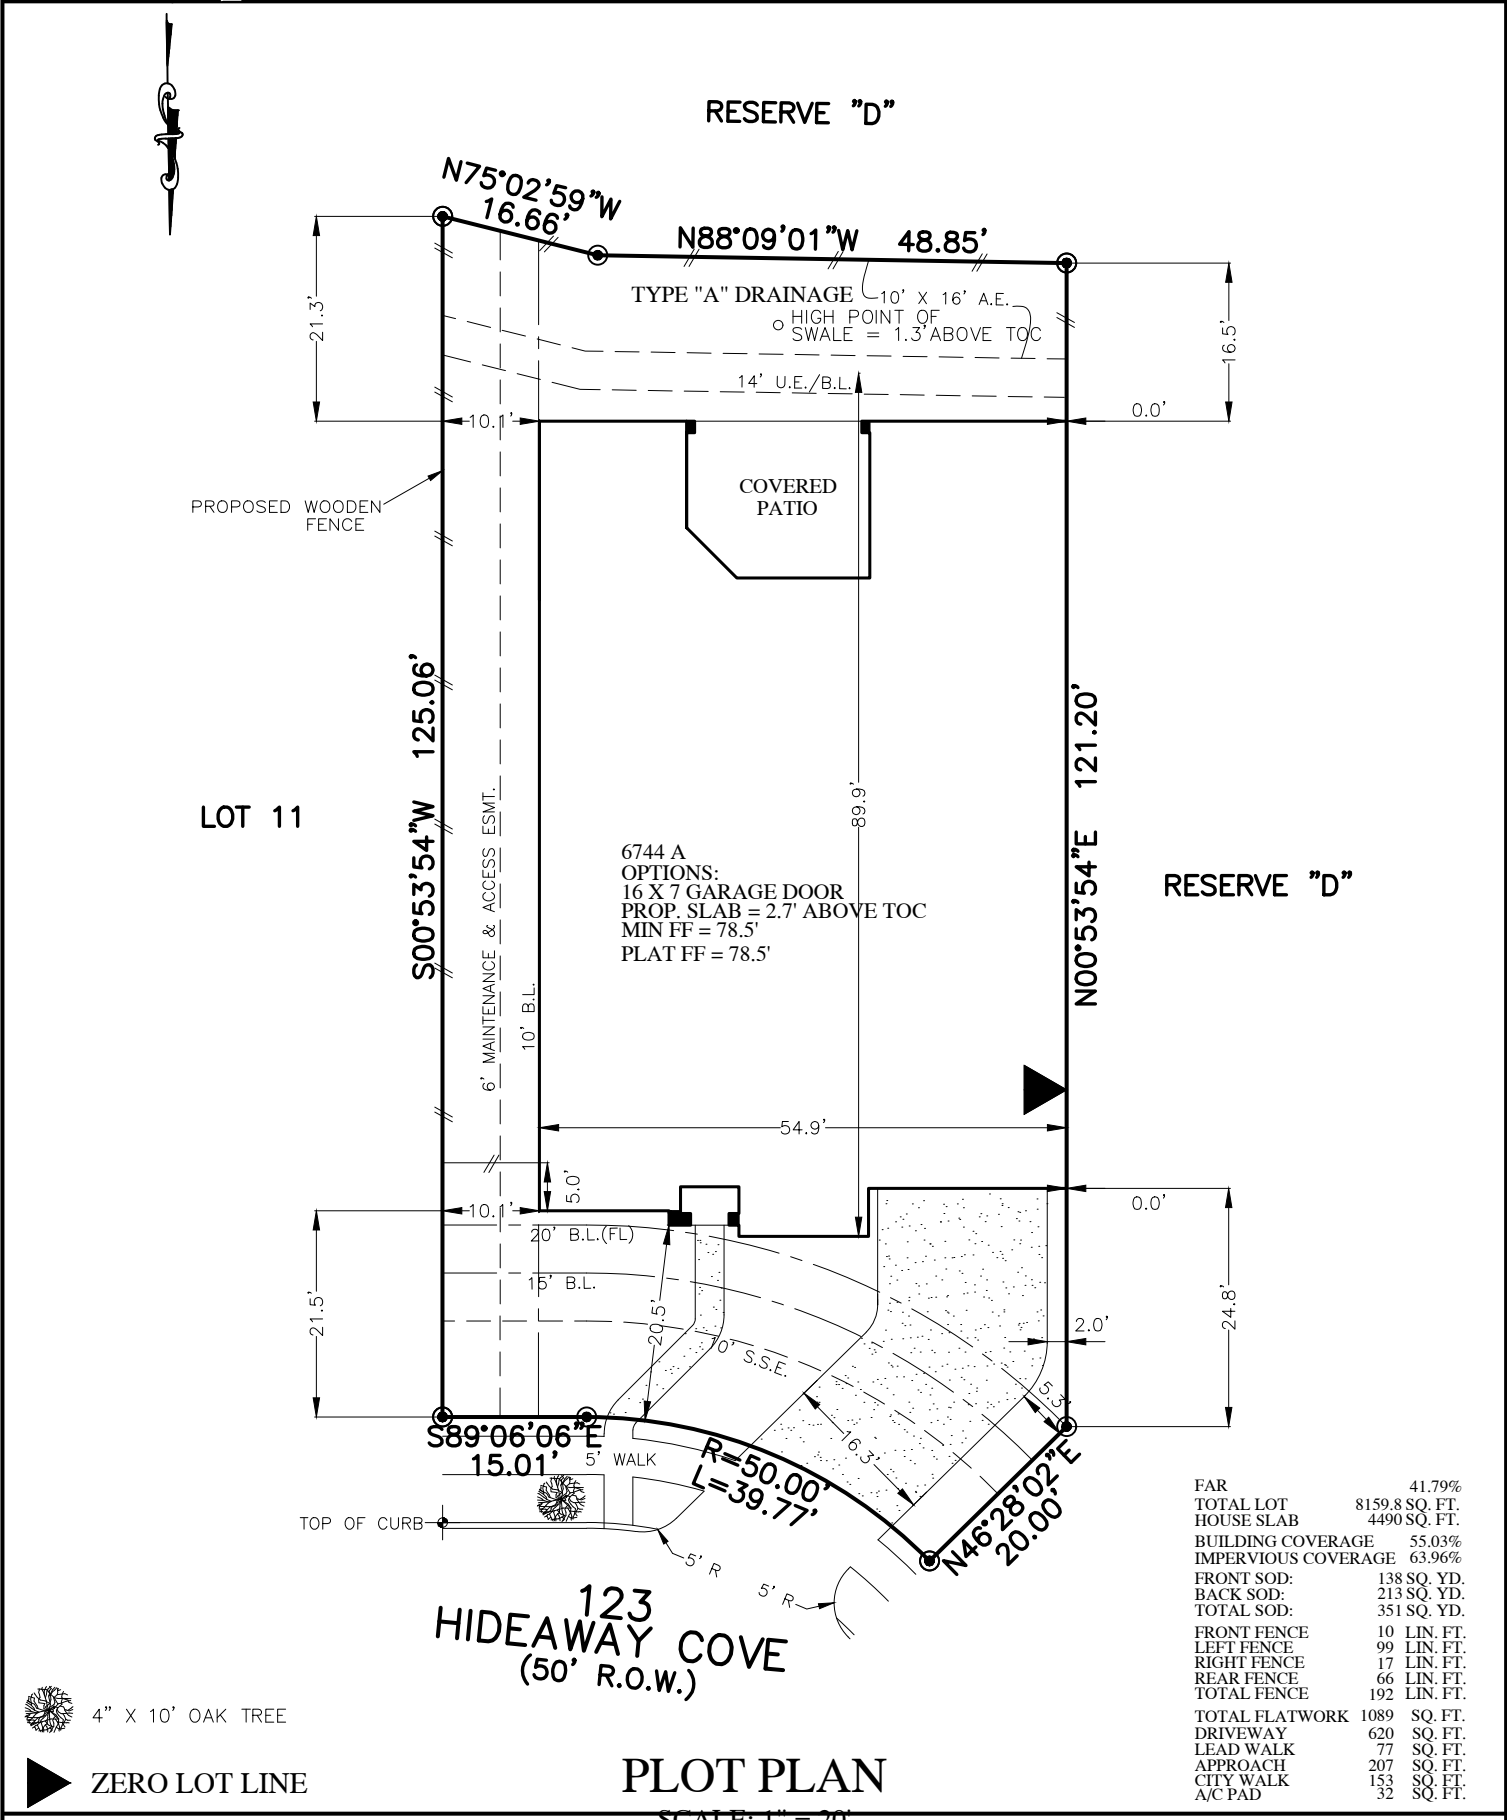 RESERVE "D"
N75°02'59"W
16.66'
N88°09'01"W 48.85'
TYPE "A" DRAINAGE
10' X 16' A.E.
HIGH POINT OF
SWALE = 1.3'ABOVE TOC
14' U.E./B.L.
21.3'
16.5'
10.1'
0.0'
PROPOSED WOODEN
FENCE
COVERED
PATIO
S00°53'54"W 125.06'
N00°53'54"E 121.20'
LOT 11
RESERVE "D"
6' MAINTENANCE & ACCESS ESMT.
10' B.L.
89.9'
6744 A
OPTIONS:
16 X 7 GARAGE DOOR
PROP. SLAB = 2.7' ABOVE TOC
MIN FF = 78.5'
PLAT FF = 78.5'
54.9'
5.0'
10.1'
0.0'
20' B.L.(FL)
15' B.L.
10' S.S.E.
21.5'
20.5'
24.8'
2.0'
5.3'
16.3'
S89°06'06"E
15.01'
5' WALK
R=50.00'
L=39.77'
N46°28'02"E
20.00'
TOP OF CURB
5' R
5' R
123
HIDEAWAY COVE
(50' R.O.W.)
4" X 10' OAK TREE
ZERO LOT LINE
PLOT PLAN
SCALE: 1" = 20'
FAR 41.79%
TOTAL LOT 8159.8 SQ. FT.
HOUSE SLAB 4490 SQ. FT.
BUILDING COVERAGE 55.03%
IMPERVIOUS COVERAGE 63.96%
FRONT SOD: 138 SQ. YD.
BACK SOD: 213 SQ. YD.
TOTAL SOD: 351 SQ. YD.
FRONT FENCE 10 LIN. FT.
LEFT FENCE 99 LIN. FT.
RIGHT FENCE 17 LIN. FT.
REAR FENCE 66 LIN. FT.
TOTAL FENCE 192 LIN. FT.
TOTAL FLATWORK 1089 SQ. FT.
DRIVEWAY 620 SQ. FT.
LEAD WALK 77 SQ. FT.
APPROACH 207 SQ. FT.
CITY WALK 153 SQ. FT.
A/C PAD 32 SQ. FT.